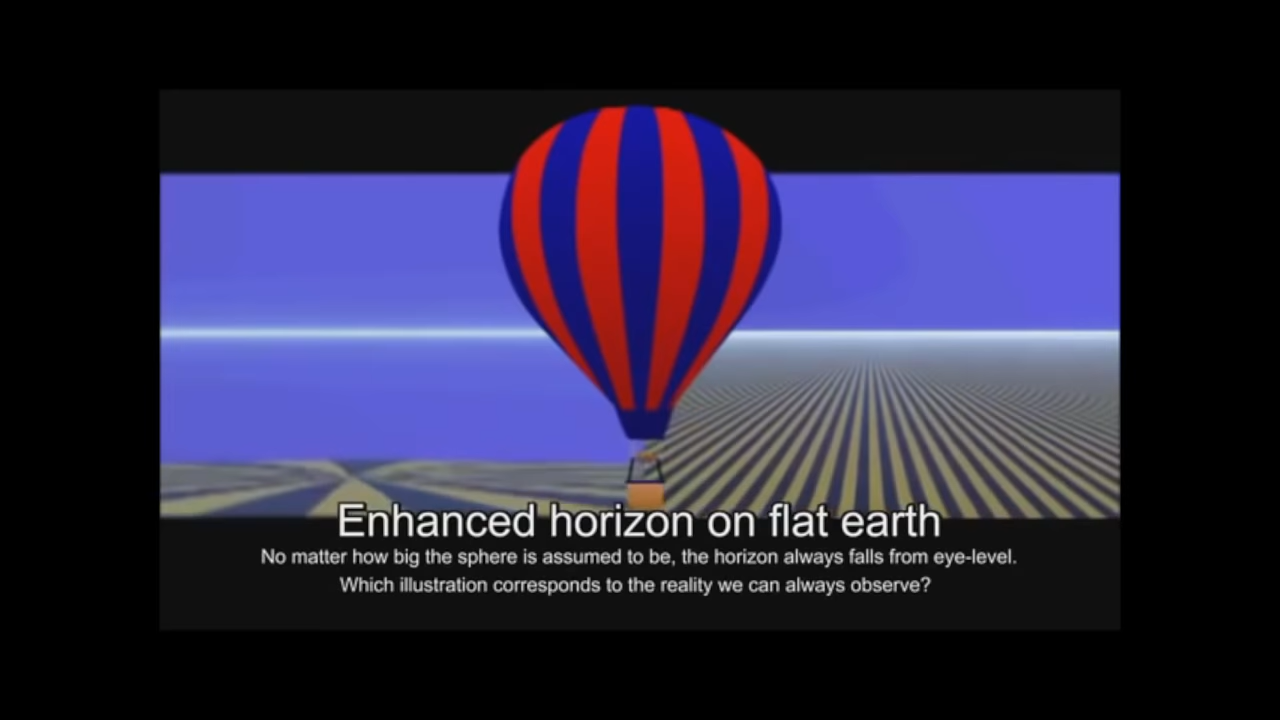 Enhanced horizon on flat earth
No matter how big the sphere is assumed to be, the horizon always falls from eye-level.
Which illustration corresponds to the reality we can always observe?